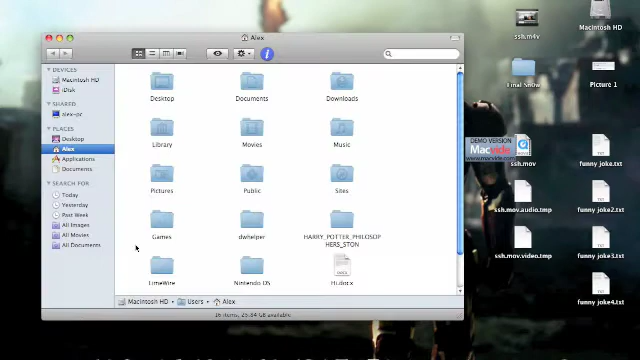 Alex
DEVICES
Macintosh HD
iDisk
SHARED
alex-pc
PLACES
Desktop
Alex
Applications
Documents
SEARCH FOR
Today
Yesterday
Past Week
All Images
All Movies
All Documents
Desktop
Documents
Downloads
Library
Movies
Music
Pictures
Public
Sites
Games
dwhelper
HARRY_POTTER_PHILOSOP
HERS_STON
LimeWire
Nintendo DS
Hi.docx
Macintosh HD
Users
Alex
16 items, 25.84 GB available
ssh.m4v
Macintosh HD
Final Snow
Picture 1
DEMO VERSION
Macvide
www.macvide.com
ssh.mov
funny joke.txt
ssh.mov.audio.tmp
funny joke2.txt
ssh.mov.video.tmp
funny joke3.txt
funny joke4.txt